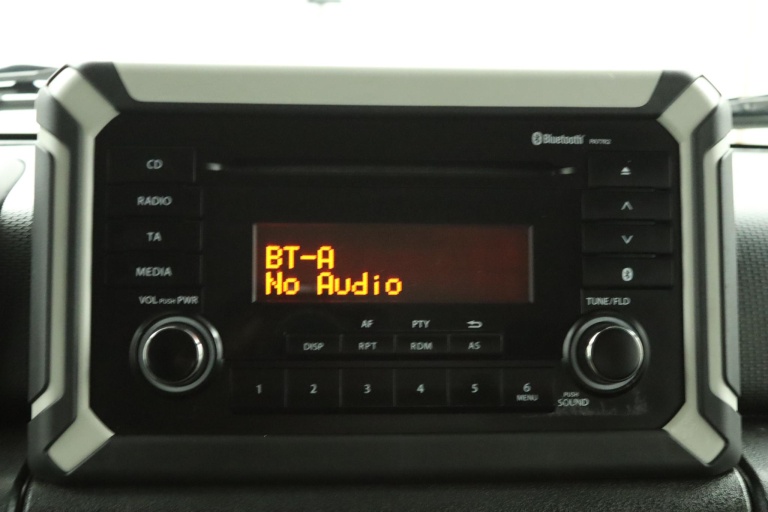 Bluetooth
CD
RADIO
TA
MEDIA
VOL PUSH PWR
BT-A
No Audio
TUNE/FLD
AF PTY
DISP RPT RDM AS
1 2 3 4 5 6
MENU
PUSH
SOUND